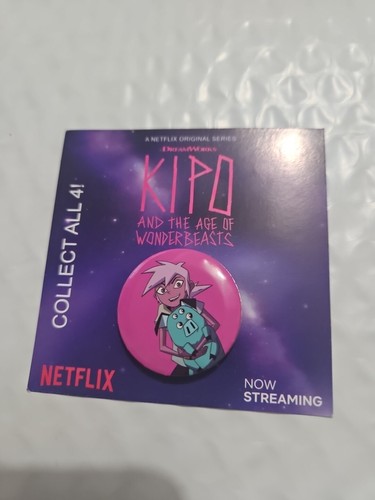 A NETFLIX ORIGINAL SERIES
DREAMWORKS
KIPO
AND THE AGE OF
WONDERBEASTS
COLLECT ALL 4!
NETFLIX
NOW
STREAMING